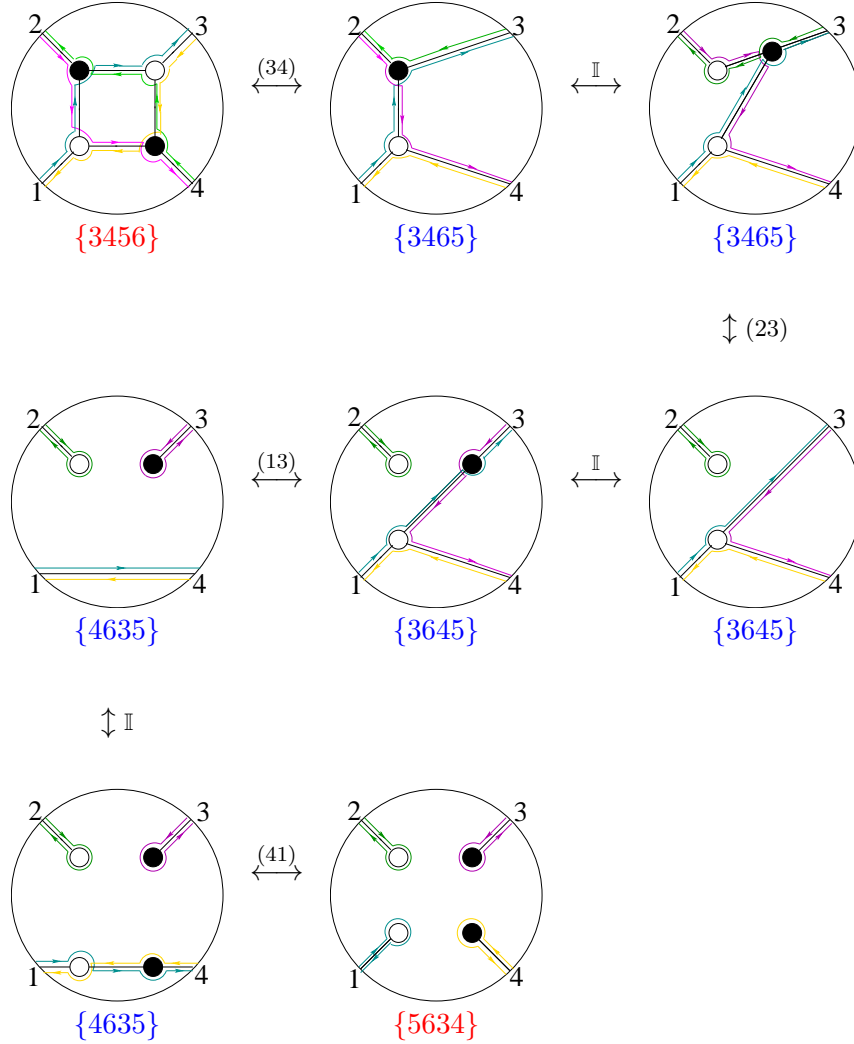 2 3 2 3 2 3
(34) 𝕀
1 4 1 4 1 4
{3456} {3465} {3465}
(23)
2 3 2 3 2 3
(13) 𝕀
1 4 1 4 1 4
{4635} {3645} {3645}
𝕀
2 3 2 3
(41)
1 4 1 4
{4635} {5634}